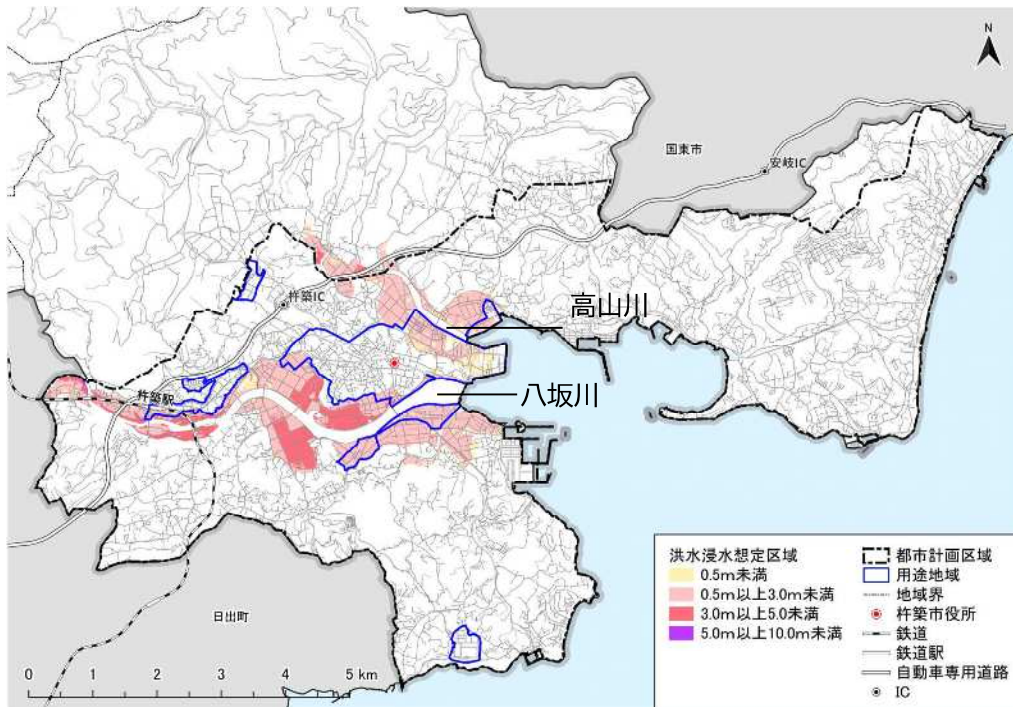 N
国東市
安岐IC
高山川
杵築IC
八坂川
杵築駅
日出町
0 1 2 3 4 5 km
洪水浸水想定区域
0.5m未満
0.5m以上3.0m未満
3.0m以上5.0未満
5.0m以上10.0m未満
都市計画区域
用途地域
地域界
杵築市役所
鉄道
鉄道駅
自動車専用道路
IC